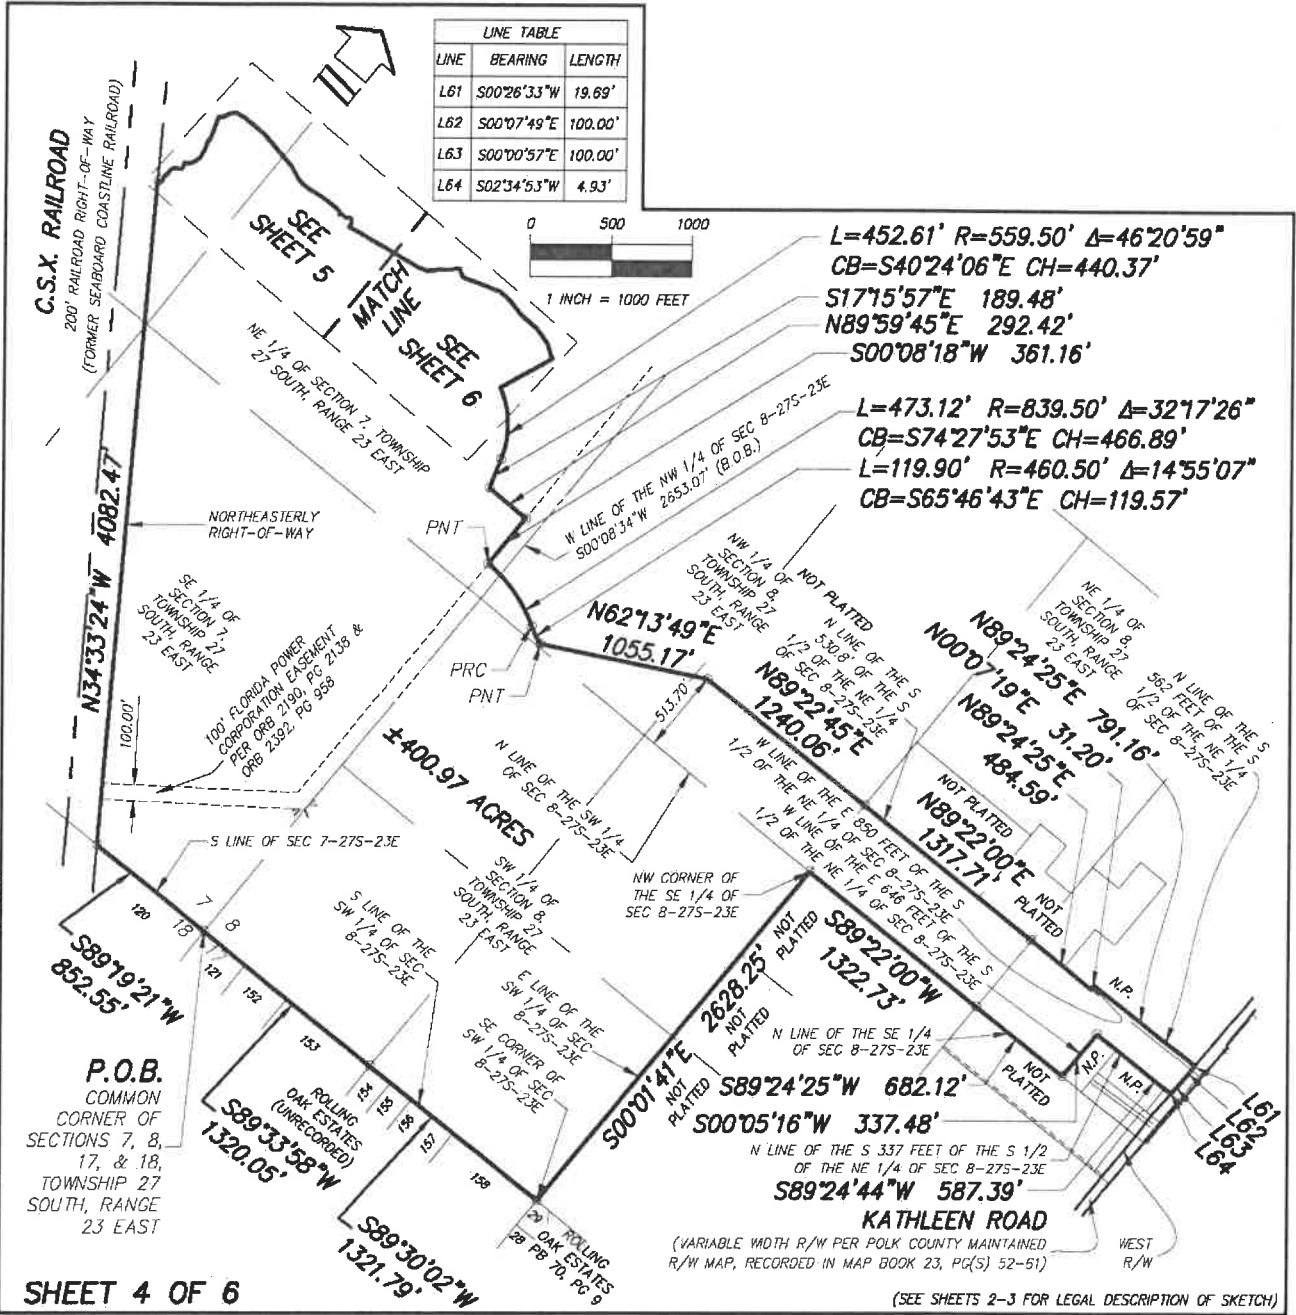 LINE TABLE
LINE BEARING LENGTH
L61 S00°26'33"W 19.69'
L62 S00°07'49"E 100.00'
L63 S00°00'57"E 100.00'
L64 S02°34'53"W 4.93'
0 500 1000
1 INCH = 1000 FEET
C.S.X. RAILROAD
200' RAILROAD RIGHT-OF-WAY
(FORMER SEABOARD COASTLINE RAILROAD)
SEE
SHEET 5
MATCH
LINE
SEE
SHEET 6
NE 1/4 OF SECTION 7, TOWNSHIP
27 SOUTH, RANGE 23 EAST
L=452.61' R=559.50' Δ=46°20'59"
CB=S40°24'06"E CH=440.37'
S17°15'57"E 189.48'
N89°59'45"E 292.42'
S00°08'18"W 361.16'
L=473.12' R=839.50' Δ=32°17'26"
CB=S74°27'53"E CH=466.89'
L=119.90' R=460.50' Δ=14°55'07"
CB=S65°46'43"E CH=119.57'
W LINE OF THE NW 1/4 OF SEC 8-27S-23E
S00°08'34"W 2653.07' (B.O.B.)
N34°33'24"W 4082.47'
NORTHEASTERLY
RIGHT-OF-WAY
PNT
PRC
PNT
SE 1/4 OF
SECTION 7,
TOWNSHIP 27
SOUTH, RANGE
23 EAST
100.00'
100' FLORIDA POWER
CORPORATION EASEMENT
PER ORB 2190, PG 2138 &
ORB 2392, PG 958
N62°13'49"E
1055.17'
513.70'
NW 1/4 OF
SECTION 8,
TOWNSHIP 27
SOUTH, RANGE
23 EAST
NOT PLATTED
N LINE OF THE S
530.8' OF THE S
1/2 OF THE NE 1/4
OF SEC 8-27S-23E
N89°22'45"E
1240.06'
NE 1/4 OF
SECTION 8,
TOWNSHIP 27
SOUTH, RANGE
23 EAST
N89°24'25"E 791.16'
N00°07'19"E 31.20'
N89°24'25"E
484.59'
N LINE OF THE S
562 FEET OF THE S
1/2 OF THE NE 1/4
OF SEC 8-27S-23E
W LINE OF THE E 850 FEET OF THE S
1/2 OF THE NE 1/4 OF SEC 8-27S-23E
W LINE OF THE E 646 FEET OF THE S
1/2 OF THE NE 1/4 OF SEC 8-27S-23E
NOT PLATTED
N89°22'00"E
1317.71'
NOT
PLATTED
±400.97 ACRES
N LINE OF THE SW 1/4
OF SEC 8-27S-23E
S LINE OF SEC 7-27S-23E
SW 1/4 OF
SECTION 8,
TOWNSHIP 27
SOUTH, RANGE
23 EAST
NW CORNER OF
THE SE 1/4 OF
SEC 8-27S-23E
S LINE OF THE
SW 1/4 OF SEC
8-27S-23E
E LINE OF THE
SW 1/4 OF SEC
8-27S-23E
SE CORNER OF
SW 1/4 OF SEC
8-27S-23E
S00°01'41"E 2628.25'
NOT
PLATTED
NOT
PLATTED
NOT
PLATTED
S89°22'00"W
1322.73'
N LINE OF THE SE 1/4
OF SEC 8-27S-23E
NOT
PLATTED
N.P.
N.P.
N.P.
S89°24'25"W 682.12'
S00°05'16"W 337.48'
N LINE OF THE S 337 FEET OF THE S 1/2
OF THE NE 1/4 OF SEC 8-27S-23E
S89°24'44"W 587.39'
KATHLEEN ROAD
(VARIABLE WIDTH R/W PER POLK COUNTY MAINTAINED
R/W MAP, RECORDED IN MAP BOOK 23, PG(S) 52-61)
WEST
R/W
L61
L62
L63
L64
7
8
18
17
120
121
152
153
154
155
156
157
158
29
28
S89°19'21"W
852.55'
P.O.B.
COMMON
CORNER OF
SECTIONS 7, 8,
17, & 18,
TOWNSHIP 27
SOUTH, RANGE
23 EAST
ROLLING
OAK ESTATES
(UNRECORDED)
S89°33'58"W
1320.05'
S89°30'02"W
1321.79'
ROLLING
OAK ESTATES
PB 70, PG 9
SHEET 4 OF 6
(SEE SHEETS 2-3 FOR LEGAL DESCRIPTION OF SKETCH)